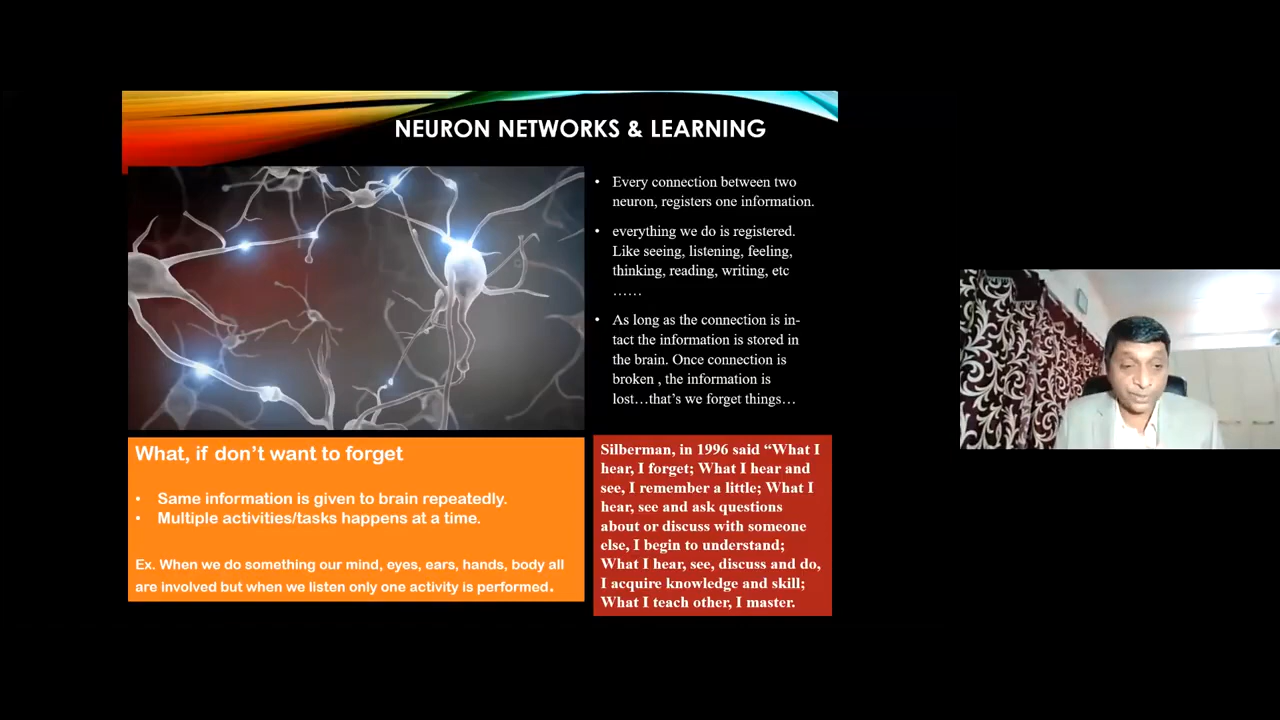 NEURON NETWORKS & LEARNING
• Every connection between two
neuron, registers one information.
• everything we do is registered.
Like seeing, listening, feeling,
thinking, reading, writing, etc
……
• As long as the connection is in-
tact the information is stored in
the brain. Once connection is
broken , the information is
lost…that’s we forget things…
What, if don’t want to forget
• Same information is given to brain repeatedly.
• Multiple activities/tasks happens at a time.
Ex. When we do something our mind, eyes, ears, hands, body all
are involved but when we listen only one activity is performed.
Silberman, in 1996 said “What I
hear, I forget; What I hear and
see, I remember a little; What I
hear, see and ask questions
about or discuss with someone
else, I begin to understand;
What I hear, see, discuss and do,
I acquire knowledge and skill;
What I teach other, I master.